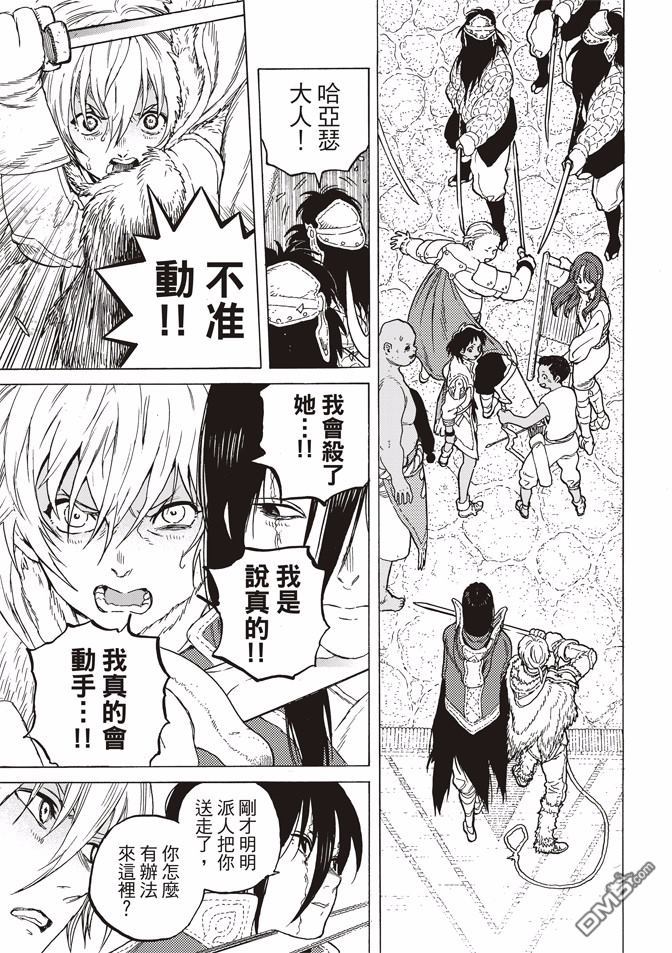 哈亞瑟
大人!
不准
動!!
我會殺了
她…!!
我是
說真的!!
我真的會
動手…!!
剛才明明
派人把你
送走了，
你怎麼
有辦法
來這裡?
DM5.com